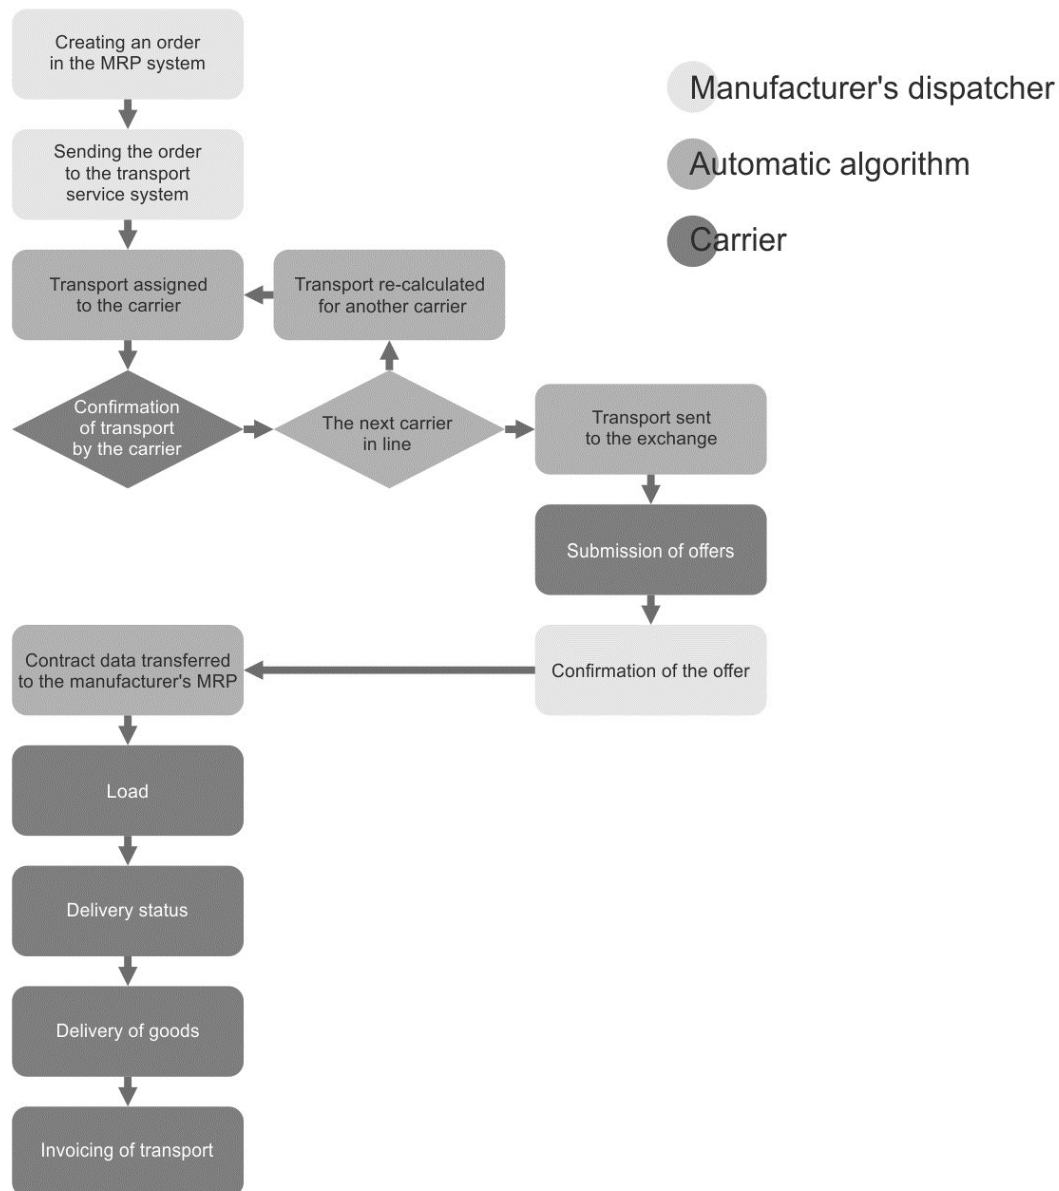 Creating an order
in the MRP system
Manufacturer's dispatcher
Sending the order
to the transport
service system
Automatic algorithm
Carrier
Transport assigned
to the carrier
Transport re-calculated
for another carrier
Confirmation
of transport
by the carrier
The next carrier
in line
Transport sent
to the exchange
Submission of offers
Contract data transferred
to the manufacturer's MRP
Confirmation of the offer
Load
Delivery status
Delivery of goods
Invoicing of transport